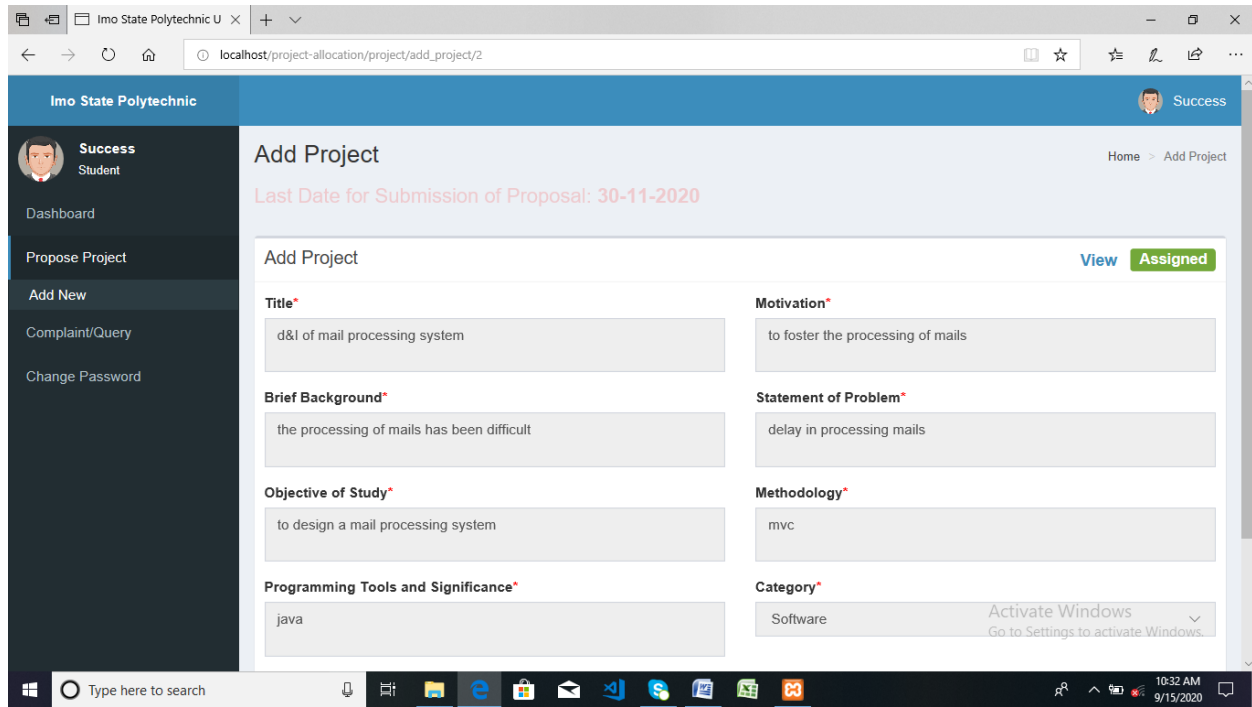 Imo State Polytechnic U
localhost/project-allocation/project/add_project/2
Imo State Polytechnic
Success
Success
Student
Dashboard
Propose Project
Add New
Complaint/Query
Change Password
Add Project
Home > Add Project
Last Date for Submission of Proposal: 30-11-2020
Add Project
View Assigned
Title* Motivation*
d&I of mail processing system to foster the processing of mails
Brief Background* Statement of Problem*
the processing of mails has been difficult delay in processing mails
Objective of Study* Methodology*
to design a mail processing system mvc
Programming Tools and Significance* Category*
java Software
Activate Windows
Go to Settings to activate Windows.
Type here to search
10:32 AM
9/15/2020